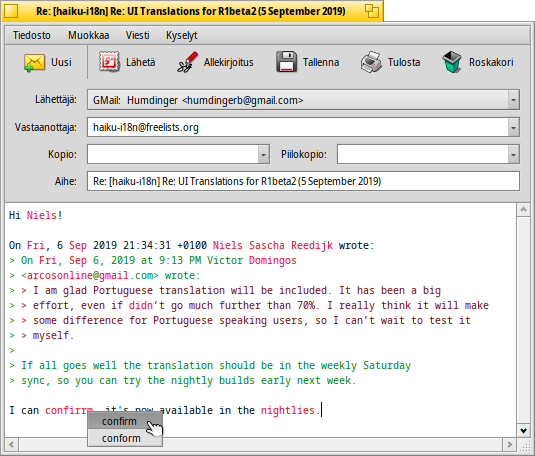 Re: [haiku-i18n] Re: UI Translations for R1beta2 (5 September 2019)
Tiedosto Muokkaa Viesti Kyselyt
Uusi Lähetä Allekirjoitus Tallenna Tulosta Roskakori
Lähettäjä: GMail: Humdinger <humdingerb@gmail.com>
Vastaanottaja: haiku-i18n@freelists.org
Kopio: Piilokopio:
Aihe: Re: [haiku-i18n] Re: UI Translations for R1beta2 (5 September 2019)
Hi Niels!
On Fri, 6 Sep 2019 21:34:31 +0100 Niels Sascha Reedijk wrote:
> On Fri, Sep 6, 2019 at 9:13 PM Victor Domingos
> <arcosonline@gmail.com> wrote:
> > I am glad Portuguese translation will be included. It has been a big
> > effort, even if didn’t go much further than 70%. I really think it will make
> > some difference for Portuguese speaking users, so I can’t wait to test it
> > myself.
>
> If all goes well the translation should be in the weekly Saturday
> sync, so you can try the nightly builds early next week.
I can confirrm, it's now available in the nightlies.
confirm
conform